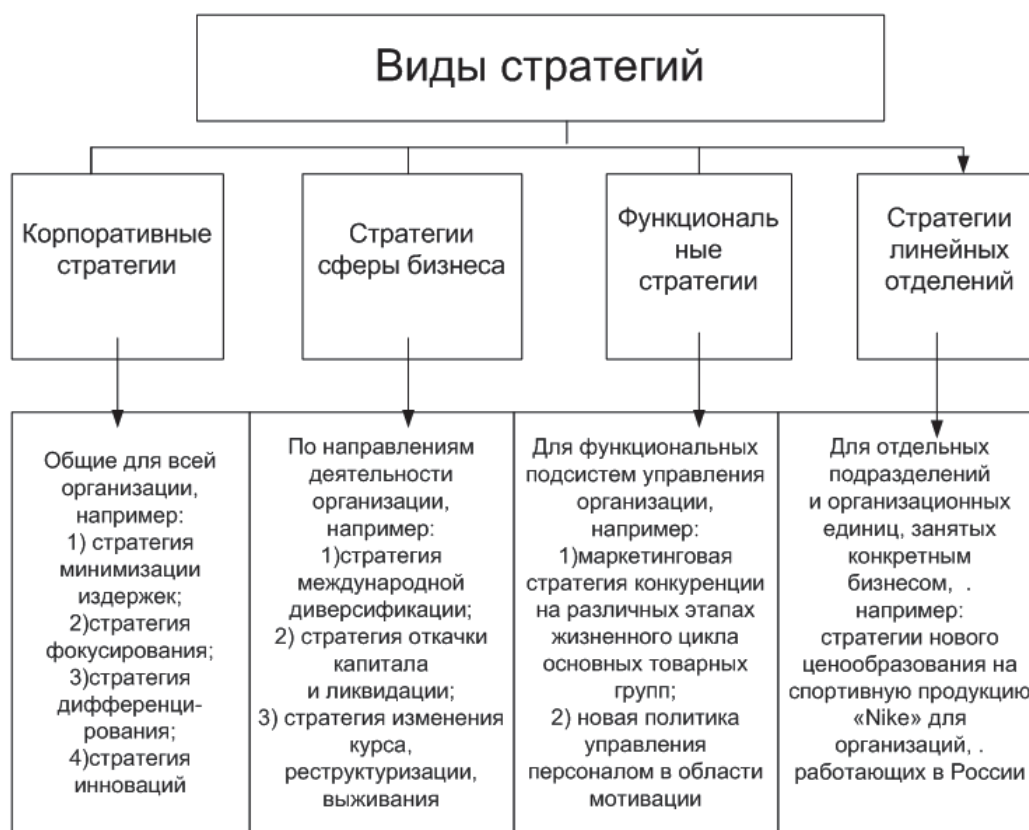 Виды стратегий
Корпоративные
стратегии
Стратегии
сферы бизнеса
Функциональ
ные
стратегии
Стратегии
линейных
отделений
Общие для всей
организации,
например:
1) стратегия
минимизации
издержек;
2)стратегия
фокусирования;
3)стратегия
дифференци-
рования;
4)стратегия
инноваций
По направлениям
деятельности
организации,
например:
1)стратегия
международной
диверсификации;
2) стратегия откачки
капитала
и ликвидации;
3) стратегия изменения
курса,
реструктуризации,
выживания
Для функциональных
подсистем управления
организации,
например:
1)маркетинговая
стратегия конкуренции
на различных этапах
жизненного цикла
основных товарных
групп;
2) новая политика
управления
персоналом в области
мотивации
Для отдельных
подразделений
и организационных
единиц, занятых
конкретным
бизнесом, .
например:
стратегии нового
ценообразования на
спортивную продукцию
«Nike» для
организаций, .
работающих в России